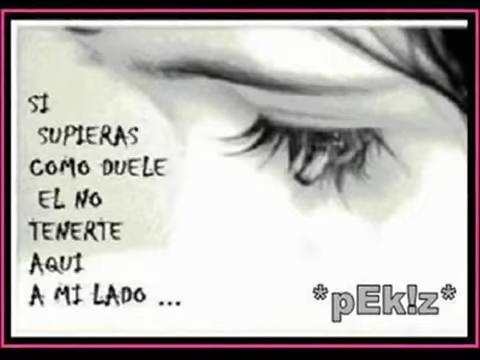 SI
SUPIERAS
COMO DUELE
EL NO
TENERTE
AQUI
A MI LADO ...
*pEk!z*